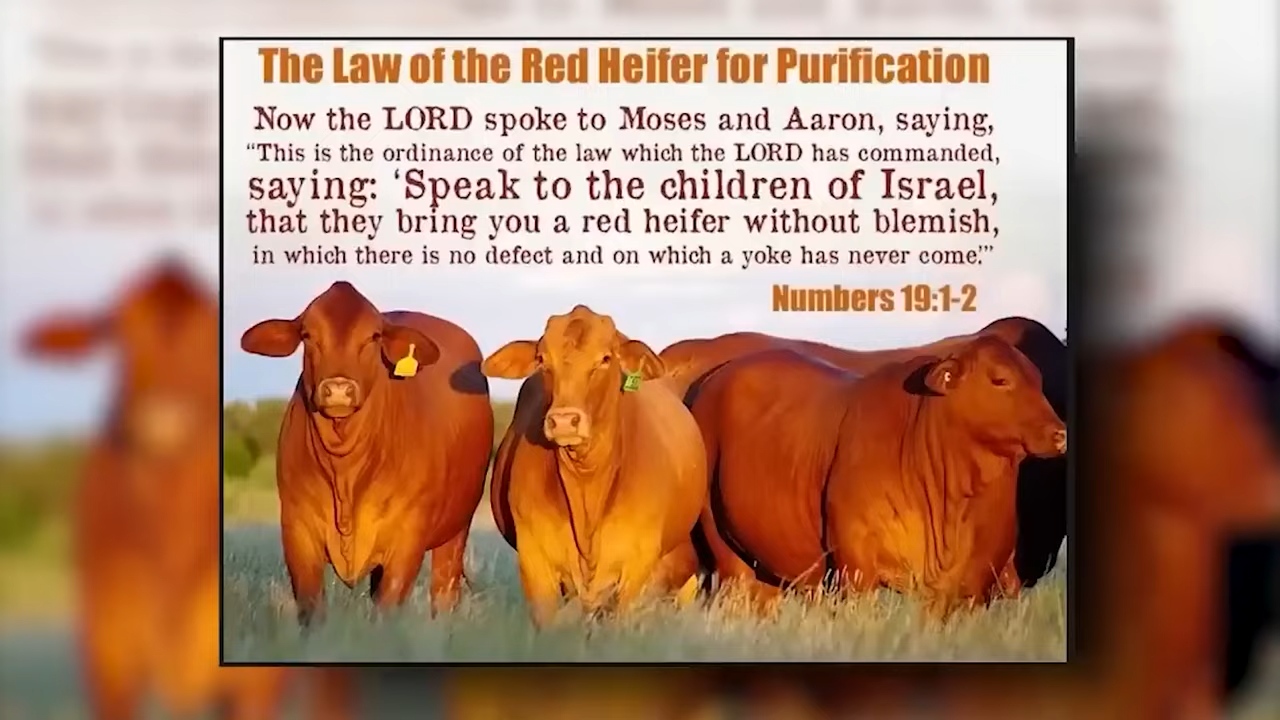 The Law of the Red Heifer for Purification
Now the LORD spoke to Moses and Aaron, saying,
“This is the ordinance of the law which the LORD has commanded,
saying: ‘Speak to the children of Israel,
that they bring you a red heifer without blemish,
in which there is no defect and on which a yoke has never come.’”
Numbers 19:1-2